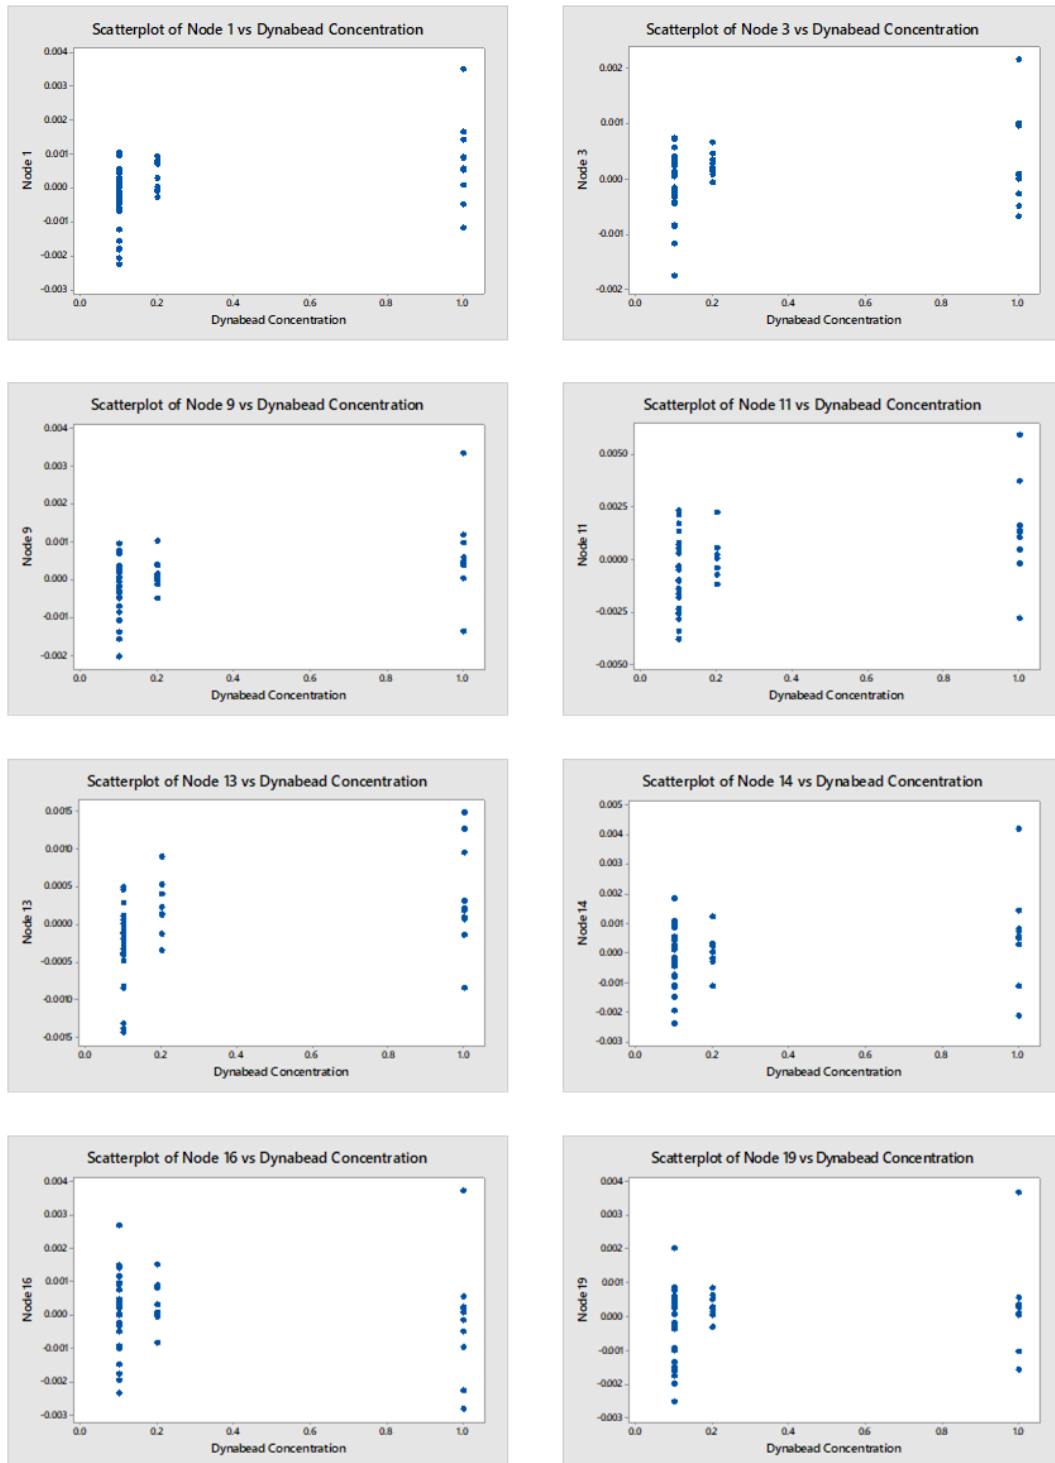 Scatterplot of Node 1 vs Dynabead Concentration
0.004
0.003
0.002
0.001
0.000
-0.001
-0.002
-0.003
Node 1
0.0 0.2 0.4 0.6 0.8 1.0
Dynabead Concentration
Scatterplot of Node 3 vs Dynabead Concentration
0.002
0.001
0.000
-0.001
-0.002
Node 3
0.0 0.2 0.4 0.6 0.8 1.0
Dynabead Concentration
Scatterplot of Node 9 vs Dynabead Concentration
0.004
0.003
0.002
0.001
0.000
-0.001
-0.002
Node 9
0.0 0.2 0.4 0.6 0.8 1.0
Dynabead Concentration
Scatterplot of Node 11 vs Dynabead Concentration
0.0050
0.0025
0.0000
-0.0025
-0.0050
Node 11
0.0 0.2 0.4 0.6 0.8 1.0
Dynabead Concentration
Scatterplot of Node 13 vs Dynabead Concentration
0.0015
0.0010
0.0005
0.0000
-0.0005
-0.0010
-0.0015
Node 13
0.0 0.2 0.4 0.6 0.8 1.0
Dynabead Concentration
Scatterplot of Node 14 vs Dynabead Concentration
0.005
0.004
0.003
0.002
0.001
0.000
-0.001
-0.002
-0.003
Node 14
0.0 0.2 0.4 0.6 0.8 1.0
Dynabead Concentration
Scatterplot of Node 16 vs Dynabead Concentration
0.004
0.003
0.002
0.001
0.000
-0.001
-0.002
-0.003
Node 16
0.0 0.2 0.4 0.6 0.8 1.0
Dynabead Concentration
Scatterplot of Node 19 vs Dynabead Concentration
0.004
0.003
0.002
0.001
0.000
-0.001
-0.002
-0.003
Node 19
0.0 0.2 0.4 0.6 0.8 1.0
Dynabead Concentration